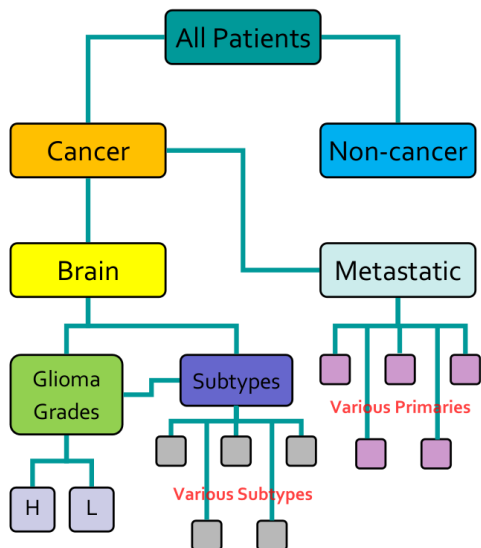 All Patients
Cancer
Non-cancer
Brain
Metastatic
Glioma
Grades
Subtypes
Various Primaries
H
L
Various Subtypes